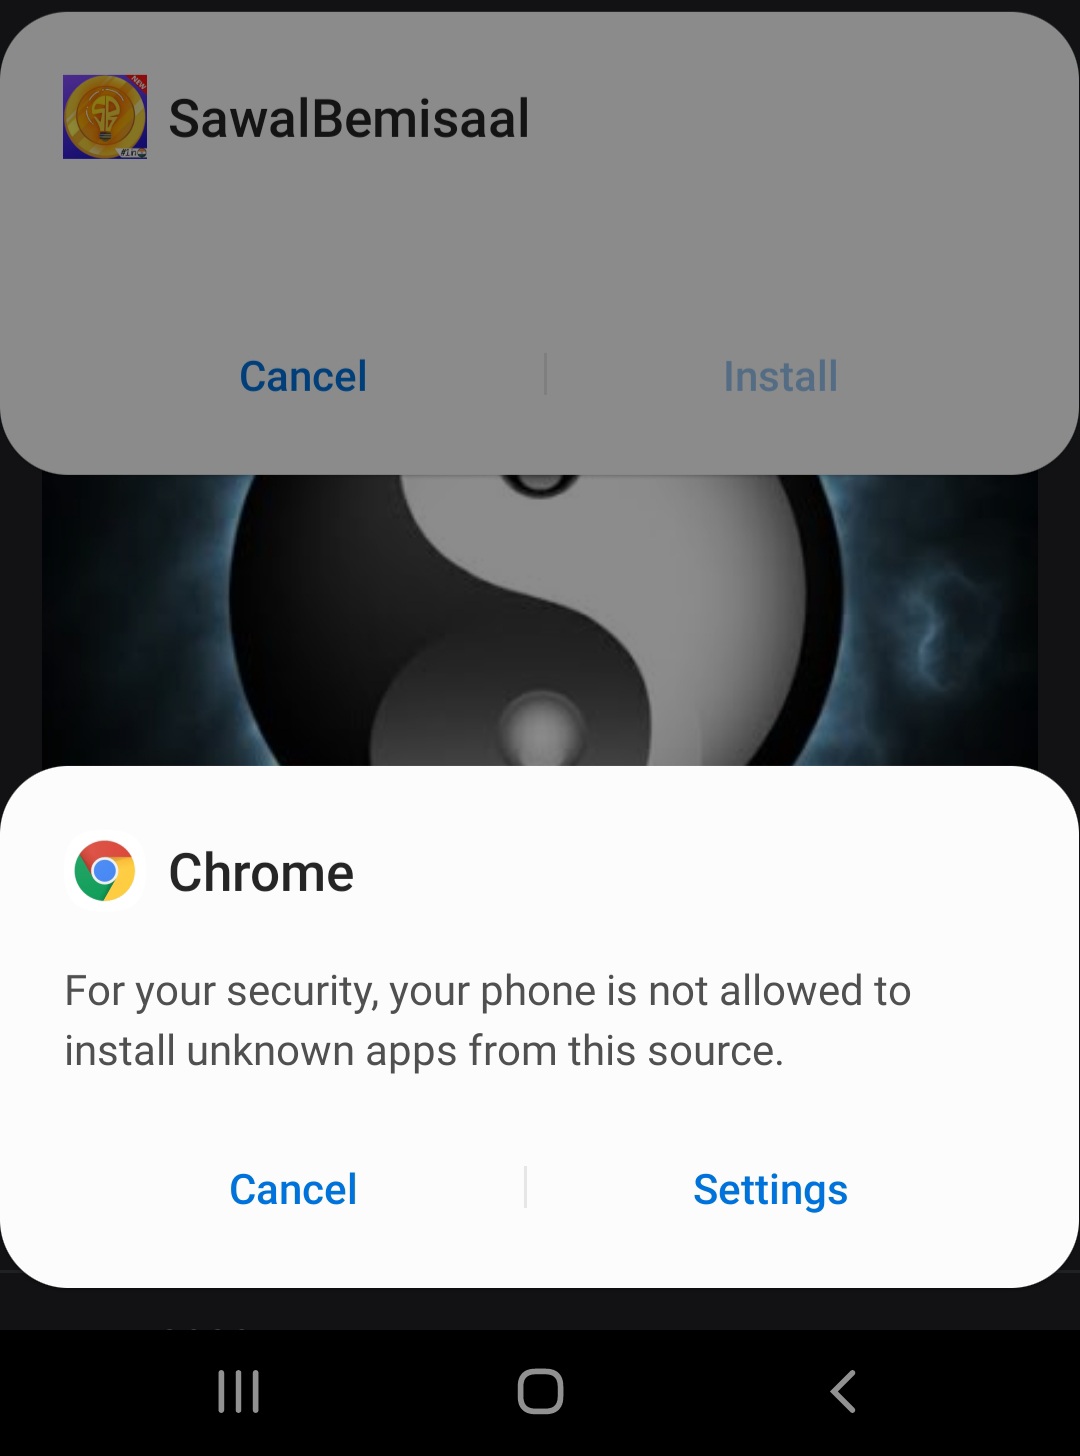 NEW
SawalBemisaal
Cancel
Install
Chrome
For your security, your phone is not allowed to
install unknown apps from this source.
Cancel
Settings